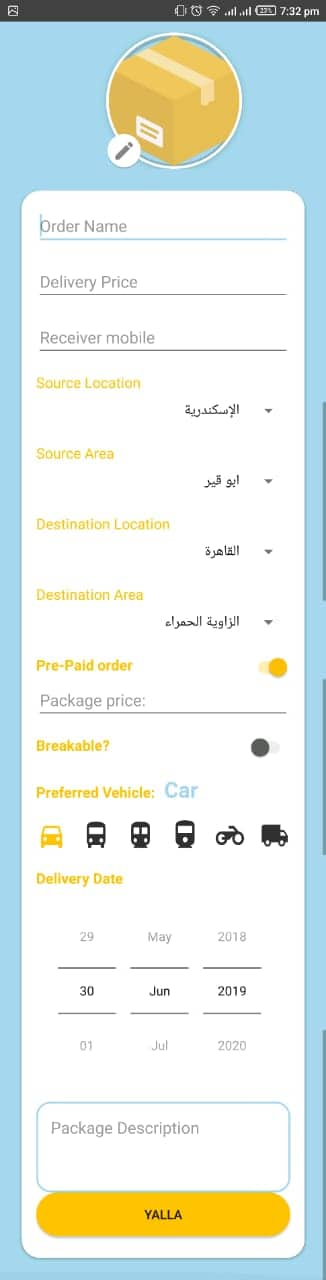 22% 7:32 pm
Order Name
Delivery Price
Receiver mobile
Source Location
الإسكندرية
Source Area
ابو قير
Destination Location
القاهرة
Destination Area
الزاوية الحمراء
Pre-Paid order
Package price:
Breakable?
Preferred Vehicle: Car
Delivery Date
29 May 2018
30 Jun 2019
01 Jul 2020
Package Description
YALLA